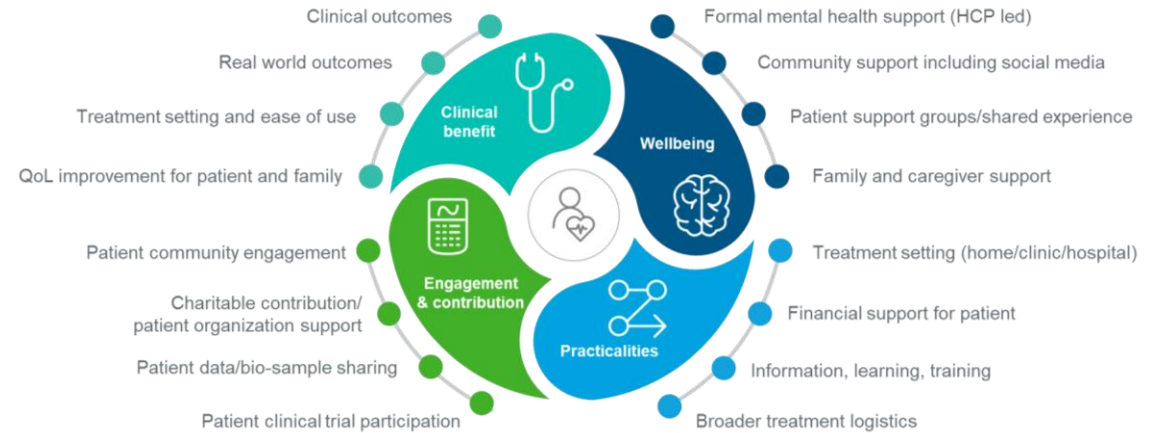 Clinical outcomes
Real world outcomes
Treatment setting and ease of use
QoL improvement for patient and family
Clinical
benefit
Formal mental health support (HCP led)
Community support including social media
Patient support groups/shared experience
Family and caregiver support
Wellbeing
Patient community engagement
Charitable contribution/
patient organization support
Patient data/bio-sample sharing
Patient clinical trial participation
Engagement
& contribution
Treatment setting (home/clinic/hospital)
Financial support for patient
Information, learning, training
Broader treatment logistics
Practicalities